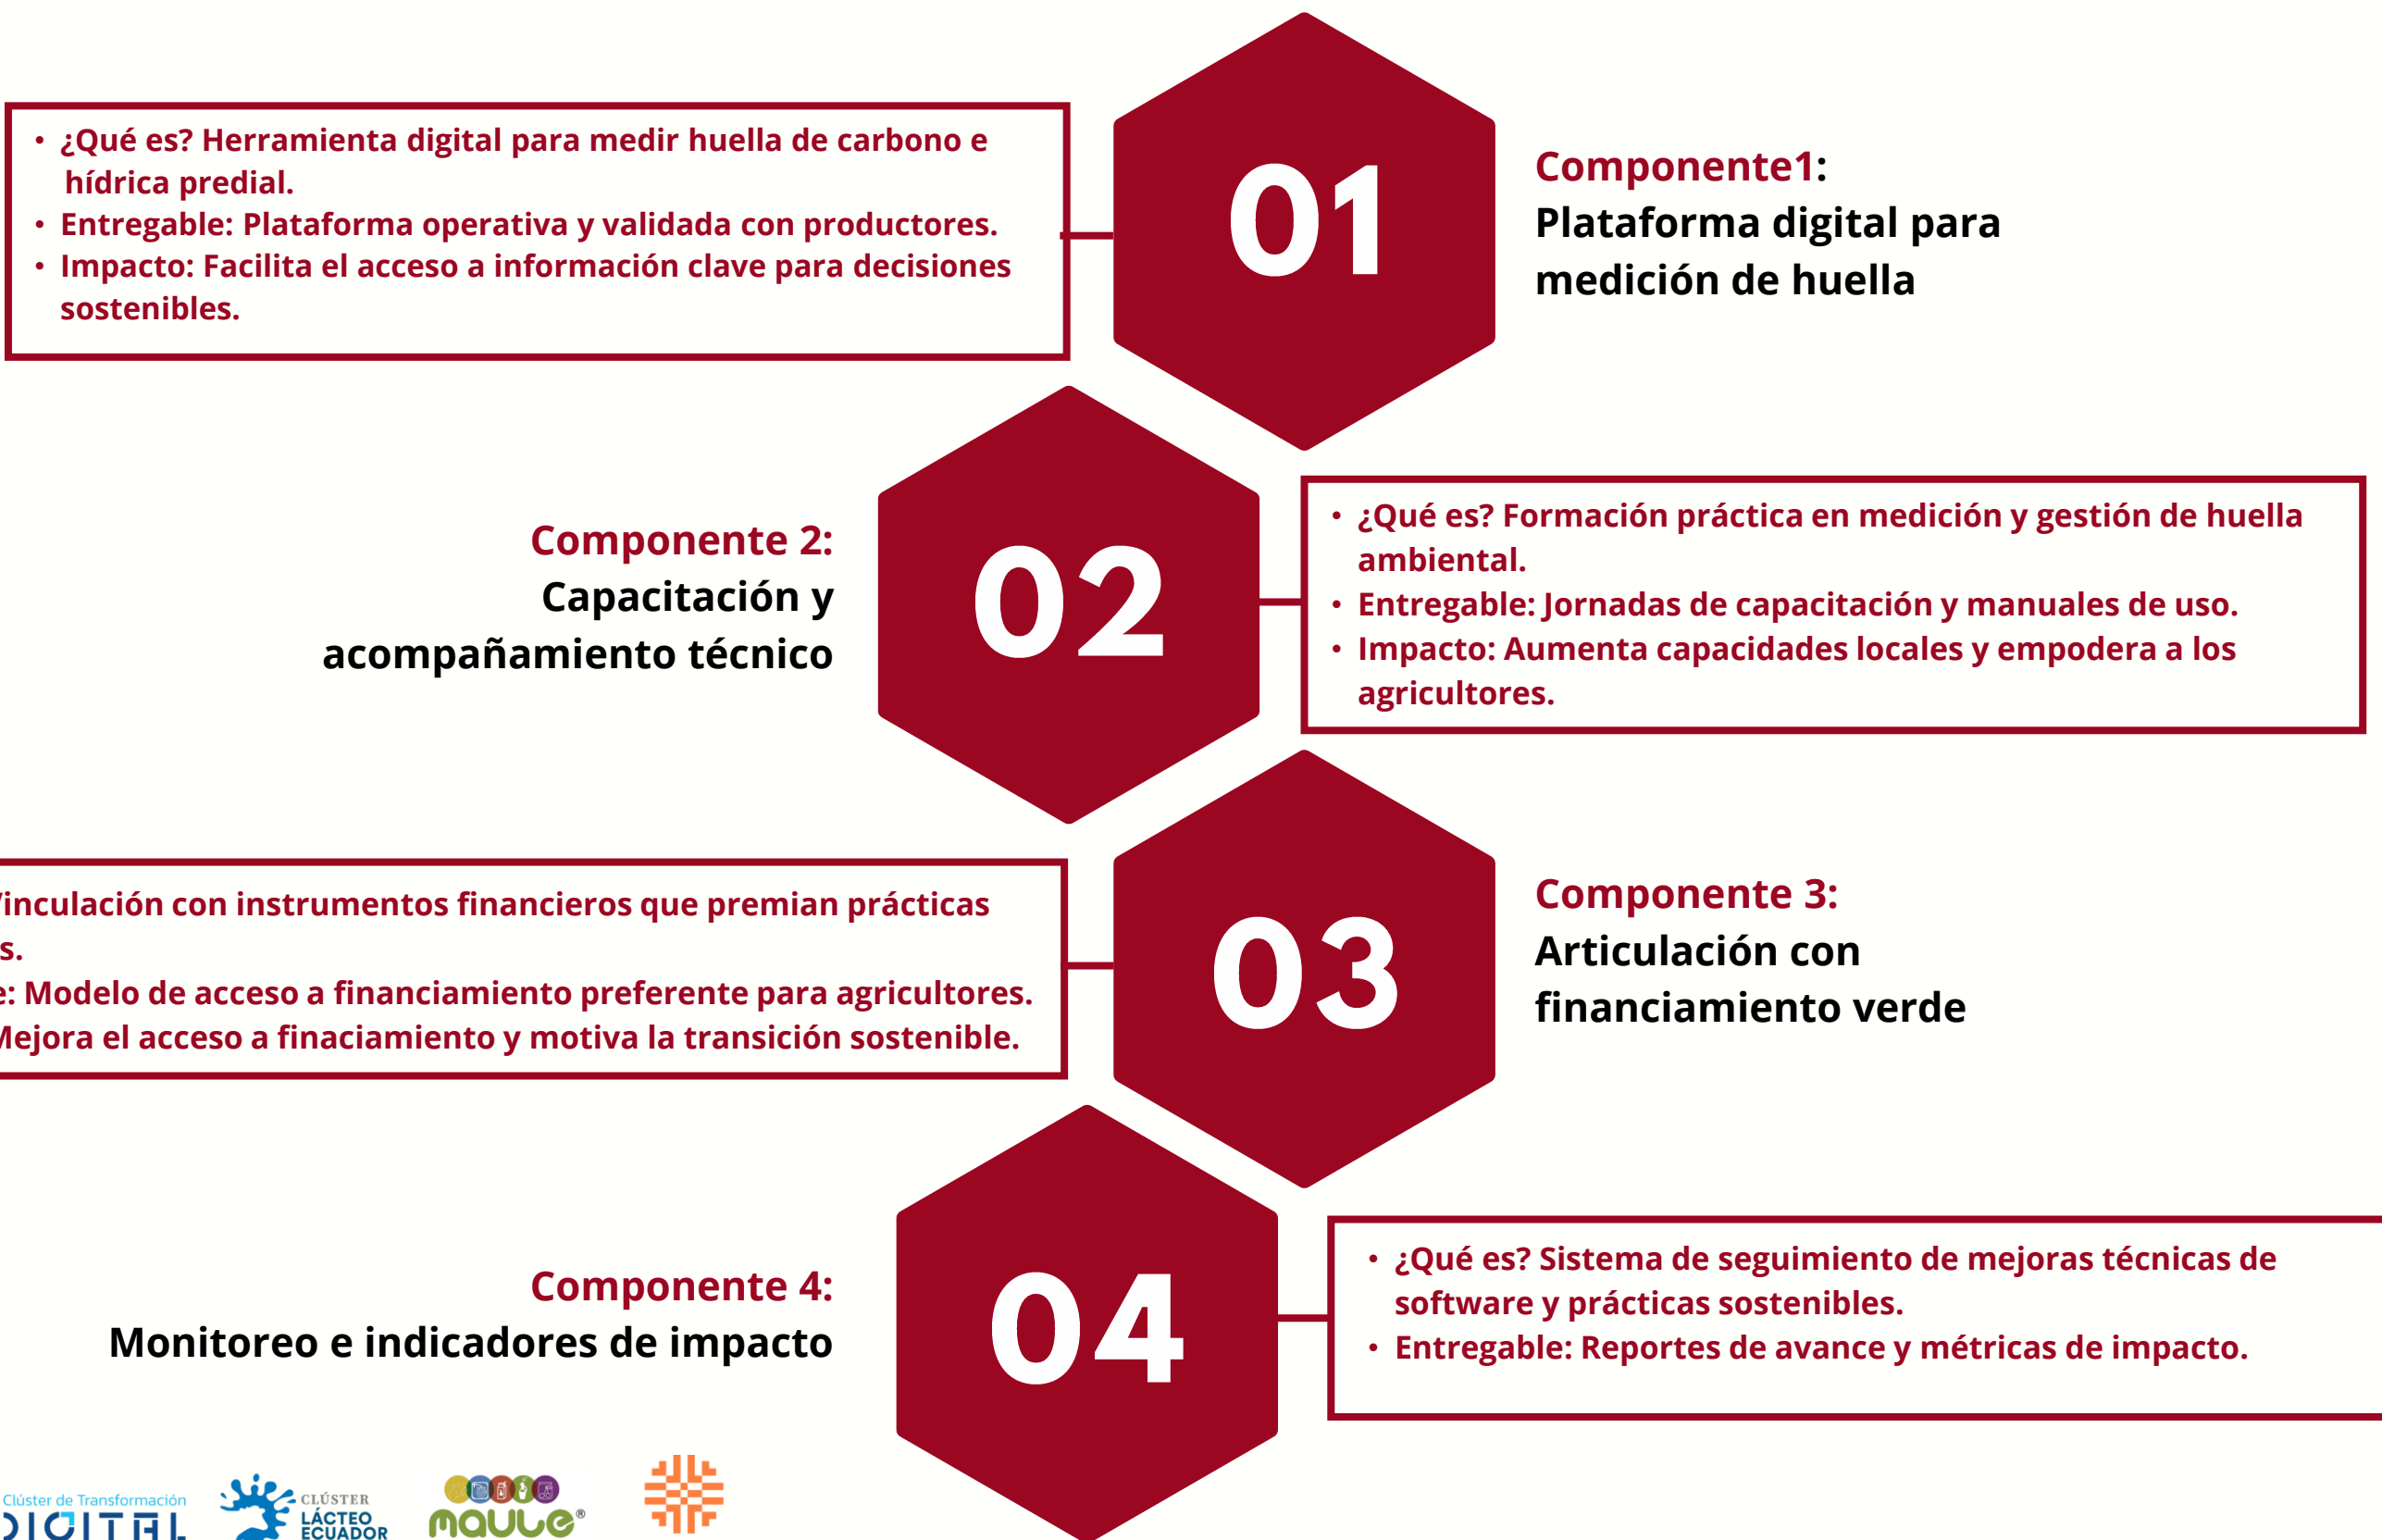 • ¿Qué es? Herramienta digital para medir huella de carbono e
hídrica predial.
• Entregable: Plataforma operativa y validada con productores.
• Impacto: Facilita el acceso a información clave para decisiones
sostenibles.
01
Componente1:
Plataforma digital para
medición de huella
Componente 2:
Capacitación y
acompañamiento técnico
02
• ¿Qué es? Formación práctica en medición y gestión de huella
ambiental.
• Entregable: Jornadas de capacitación y manuales de uso.
• Impacto: Aumenta capacidades locales y empodera a los
agricultores.
Vinculación con instrumentos financieros que premian prácticas
s.
e: Modelo de acceso a financiamiento preferente para agricultores.
Mejora el acceso a finaciamiento y motiva la transición sostenible.
03
Componente 3:
Articulación con
financiamiento verde
Componente 4:
Monitoreo e indicadores de impacto
04
• ¿Qué es? Sistema de seguimiento de mejoras técnicas de
software y prácticas sostenibles.
• Entregable: Reportes de avance y métricas de impacto.
Clúster de Transformación
DIGITAL
CLÚSTER
LÁCTEO
ECUADOR
maule®